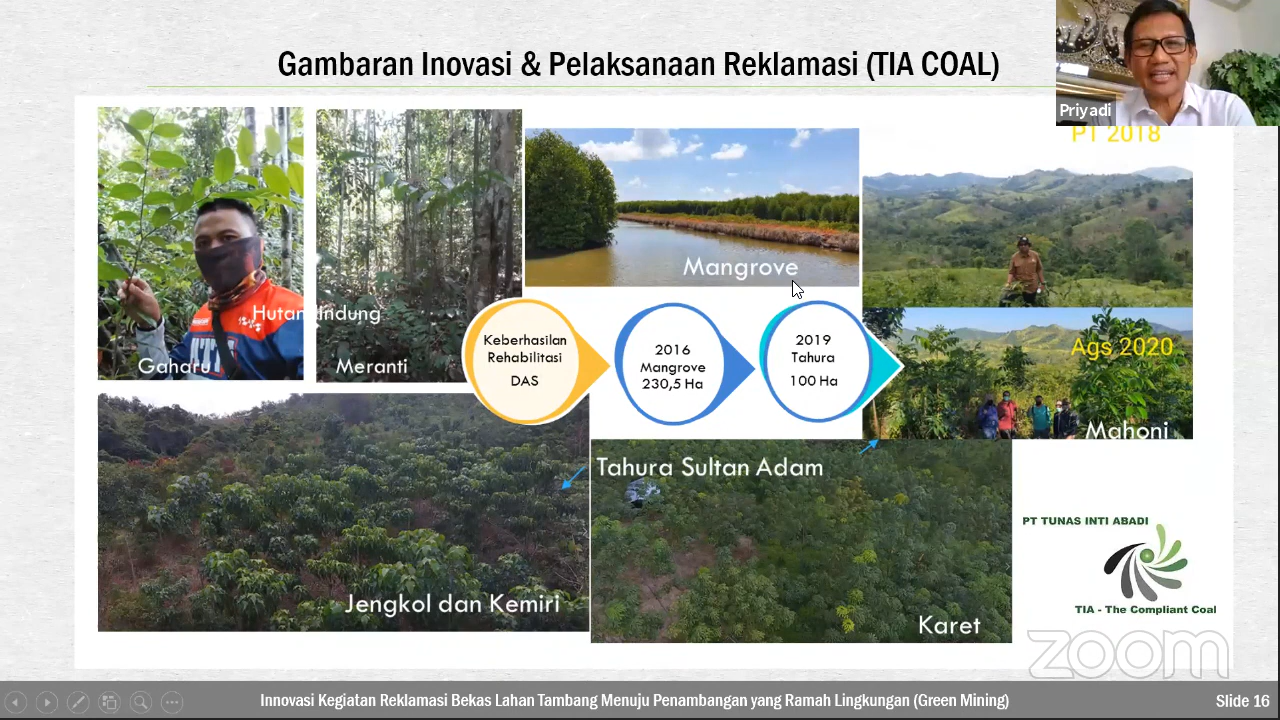 Gambaran Inovasi & Pelaksanaan Reklamasi (TIA COAL)
Priyadi
PT 2018
Mangrove
Hutan lindung
Gaharu
Meranti
Keberhasilan
Rehabilitasi
DAS
2016
Mangrove
230,5 Ha
2019
Tahura
100 Ha
Ags 2020
Mahoni
Tahura Sultan Adam
Jengkol dan Kemiri
Karet
PT TUNAS INTI ABADI
TIA - The Compliant Coal
zoom
Innovasi Kegiatan Reklamasi Bekas Lahan Tambang Menuju Penambangan yang Ramah Lingkungan (Green Mining)
Slide 16